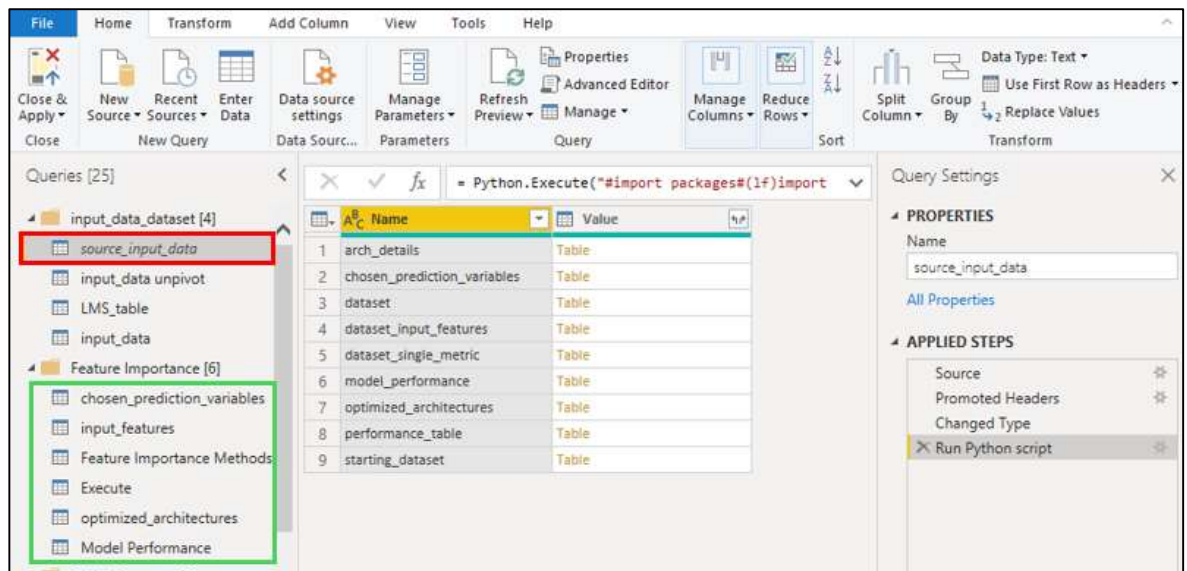 File Home Transform Add Column View Tools Help
Close & Apply
New Source
Recent Sources
Enter Data
Data source settings
Manage Parameters
Refresh Preview
Properties
Advanced Editor
Manage
Manage Columns
Reduce Rows
Split Column
Group By
Data Type: Text
Use First Row as Headers
Replace Values
Close New Query Data Sourc... Parameters Query Sort Transform
Queries [25]
input_data_dataset [4]
source_input_data
input_data unpivot
LMS_table
input_data
Feature Importance [6]
chosen_prediction_variables
input_features
Feature Importance Methods
Execute
optimized_architectures
Model Performance
fx = Python.Execute("#import packages#(lf)import
ABC Name Value
1 arch_details Table
2 chosen_prediction_variables Table
3 dataset Table
4 dataset_input_features Table
5 dataset_single_metric Table
6 model_performance Table
7 optimized_architectures Table
8 performance_table Table
9 starting_dataset Table
Query Settings
PROPERTIES
Name
source_input_data
All Properties
APPLIED STEPS
Source
Promoted Headers
Changed Type
Run Python script